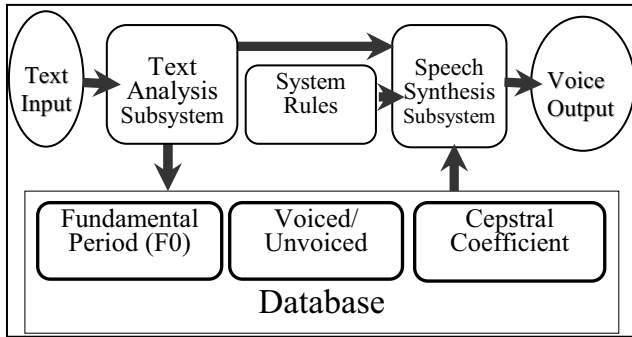 Text
Input
Text
Analysis
Subsystem
System
Rules
Speech
Synthesis
Subsystem
Voice
Output
Fundamental
Period (F0)
Voiced/
Unvoiced
Cepstral
Coefficient
Database